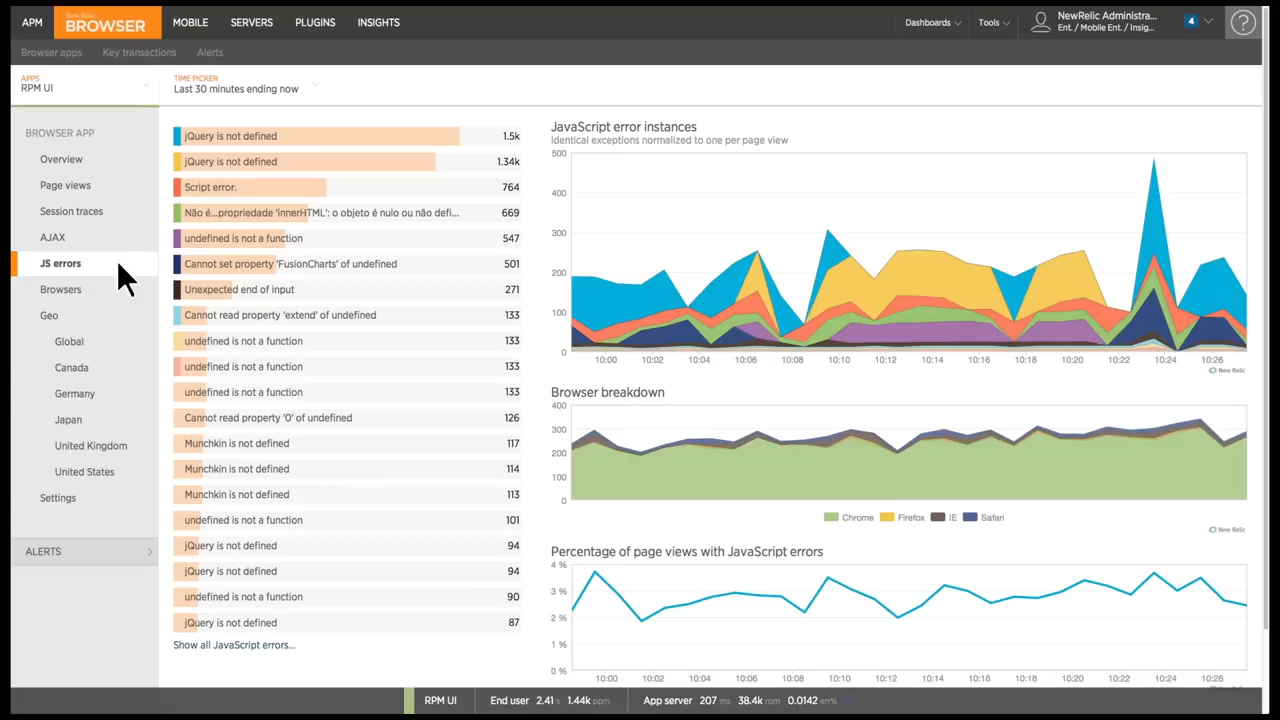 APM
New Relic
BROWSER
MOBILE
SERVERS
PLUGINS
INSIGHTS
Dashboards
Tools
NewRelic Administra...
Ent. / Mobile Ent. / Insig...
4
?
Browser apps
Key transactions
Alerts
APPS
RPM UI
TIME PICKER
Last 30 minutes ending now
BROWSER APP
Overview
Page views
Session traces
AJAX
JS errors
Browsers
Geo
Global
Canada
Germany
Japan
United Kingdom
United States
Settings
ALERTS
jQuery is not defined 1.5k
jQuery is not defined 1.34k
Script error. 764
Não é...propriedade 'innerHTML': o objeto é nulo ou não defi... 669
undefined is not a function 547
Cannot set property 'FusionCharts' of undefined 501
Unexpected end of input 271
Cannot read property 'extend' of undefined 133
undefined is not a function 133
undefined is not a function 133
undefined is not a function 133
Cannot read property '0' of undefined 126
Munchkin is not defined 117
Munchkin is not defined 114
Munchkin is not defined 113
undefined is not a function 101
jQuery is not defined 94
jQuery is not defined 94
undefined is not a function 90
jQuery is not defined 87
Show all JavaScript errors...
JavaScript error instances
Identical exceptions normalized to one per page view
500
400
300
200
100
0
10:00 10:02 10:04 10:06 10:08 10:10 10:12 10:14 10:16 10:18 10:20 10:22 10:24 10:26
New Relic
Browser breakdown
400
300
200
100
0
Chrome Firefox IE Safari
New Relic
Percentage of page views with JavaScript errors
4 %
3 %
2 %
1 %
0 %
10:00 10:02 10:04 10:06 10:08 10:10 10:12 10:14 10:16 10:18 10:20 10:22 10:24 10:26
RPM UI
End user 2.41 s 1.44k ppm
App server 207 ms 38.4k rpm 0.0142 err%